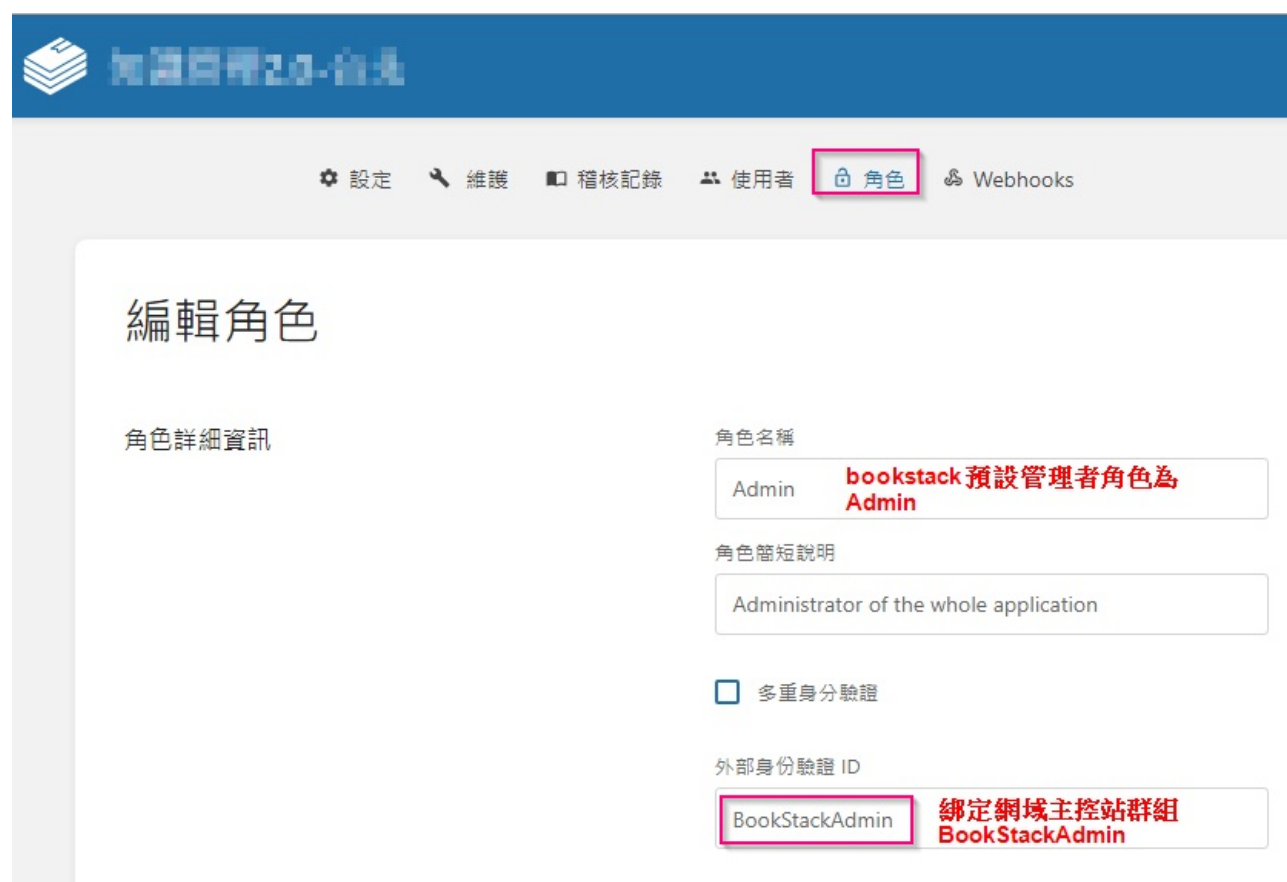 設定 維護 稽核記錄 使用者 角色 Webhooks
編輯角色
角色詳細資訊
角色名稱
Admin
bookstack預設管理者角色為
Admin
角色簡短說明
Administrator of the whole application
多重身分驗證
外部身份驗證 ID
BookStackAdmin
綁定網域主控站群組
BookStackAdmin